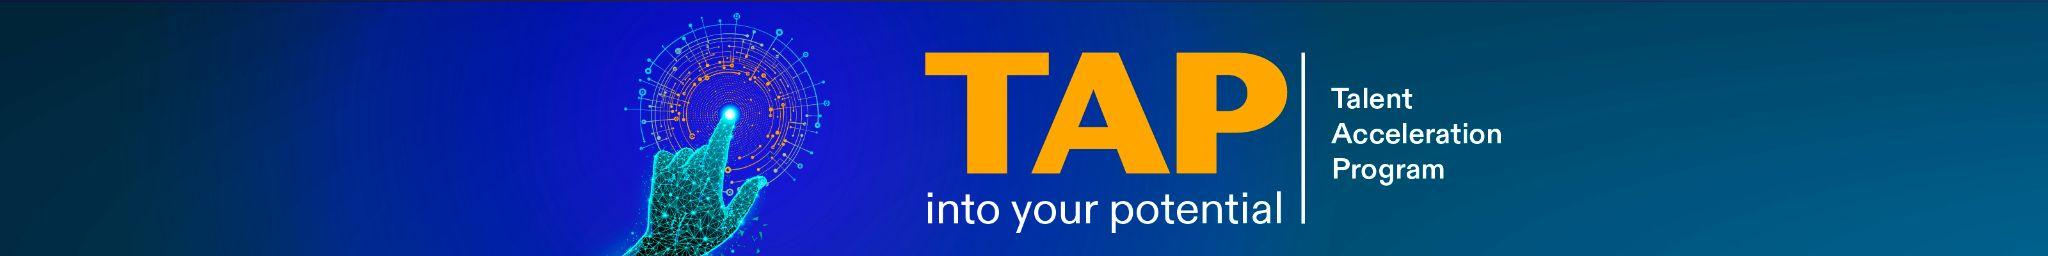 TAP
into your potential
Talent
Acceleration
Program